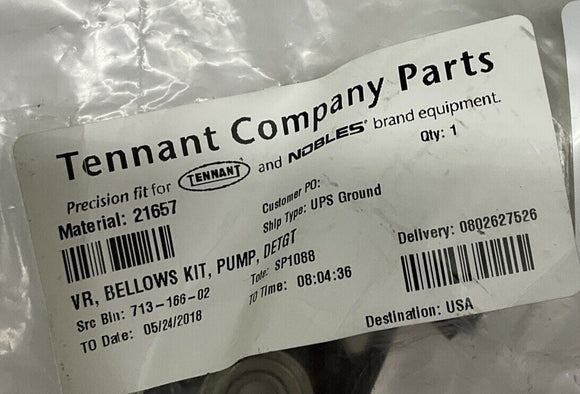 Tennant Company Parts
Precision fit for TENNANT and NOBLES® brand equipment.
Material: 21657
Customer PO:
Qty: 1
Ship Type: UPS Ground
VR, BELLOWS KIT, PUMP, DETGT
Delivery: 0802627526
Src Bin: 713-166-02
Tote: SP1088
TO Date: 05/24/2018
TO Time: 08:04:36
Destination: USA